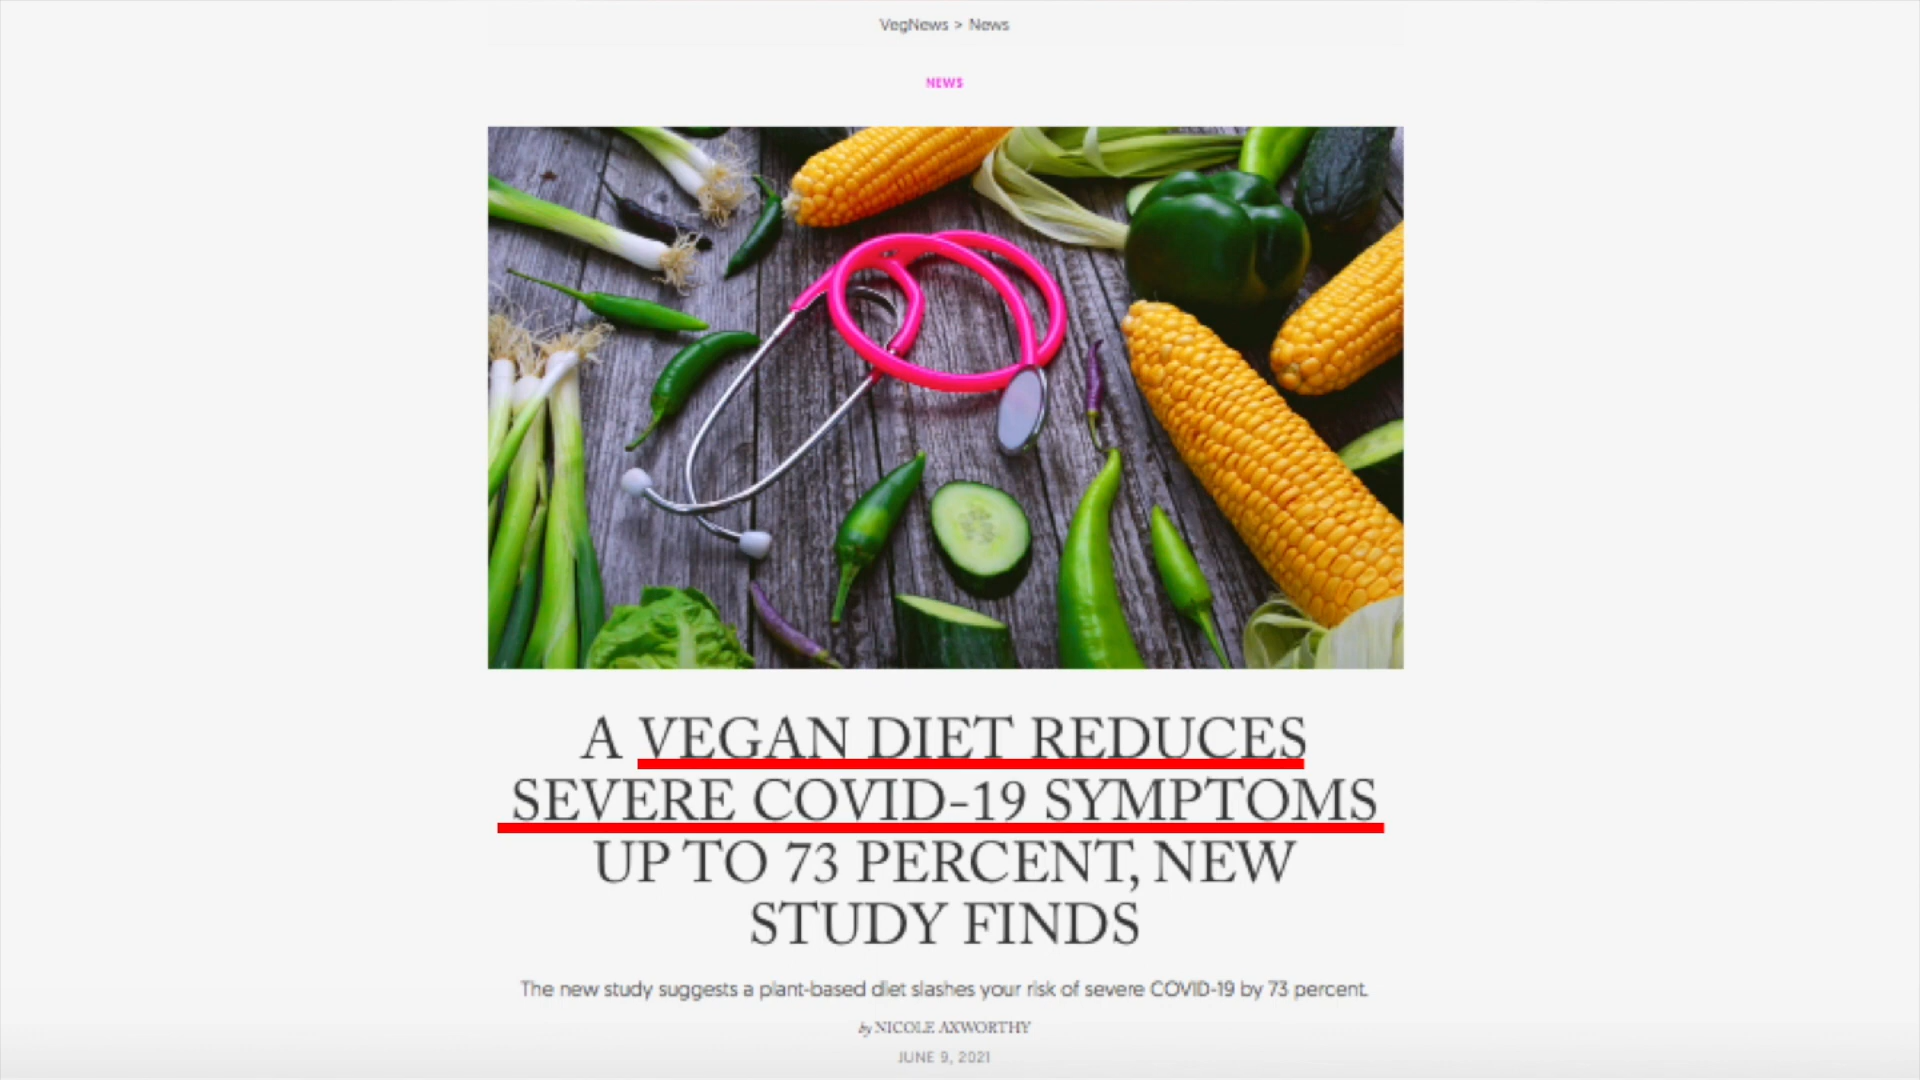 VegNews > News
NEWS
A VEGAN DIET REDUCES
SEVERE COVID-19 SYMPTOMS
UP TO 73 PERCENT, NEW
STUDY FINDS
The new study suggests a plant-based diet slashes your risk of severe COVID-19 by 73 percent.
by NICOLE AXWORTHY
JUNE 9, 2021